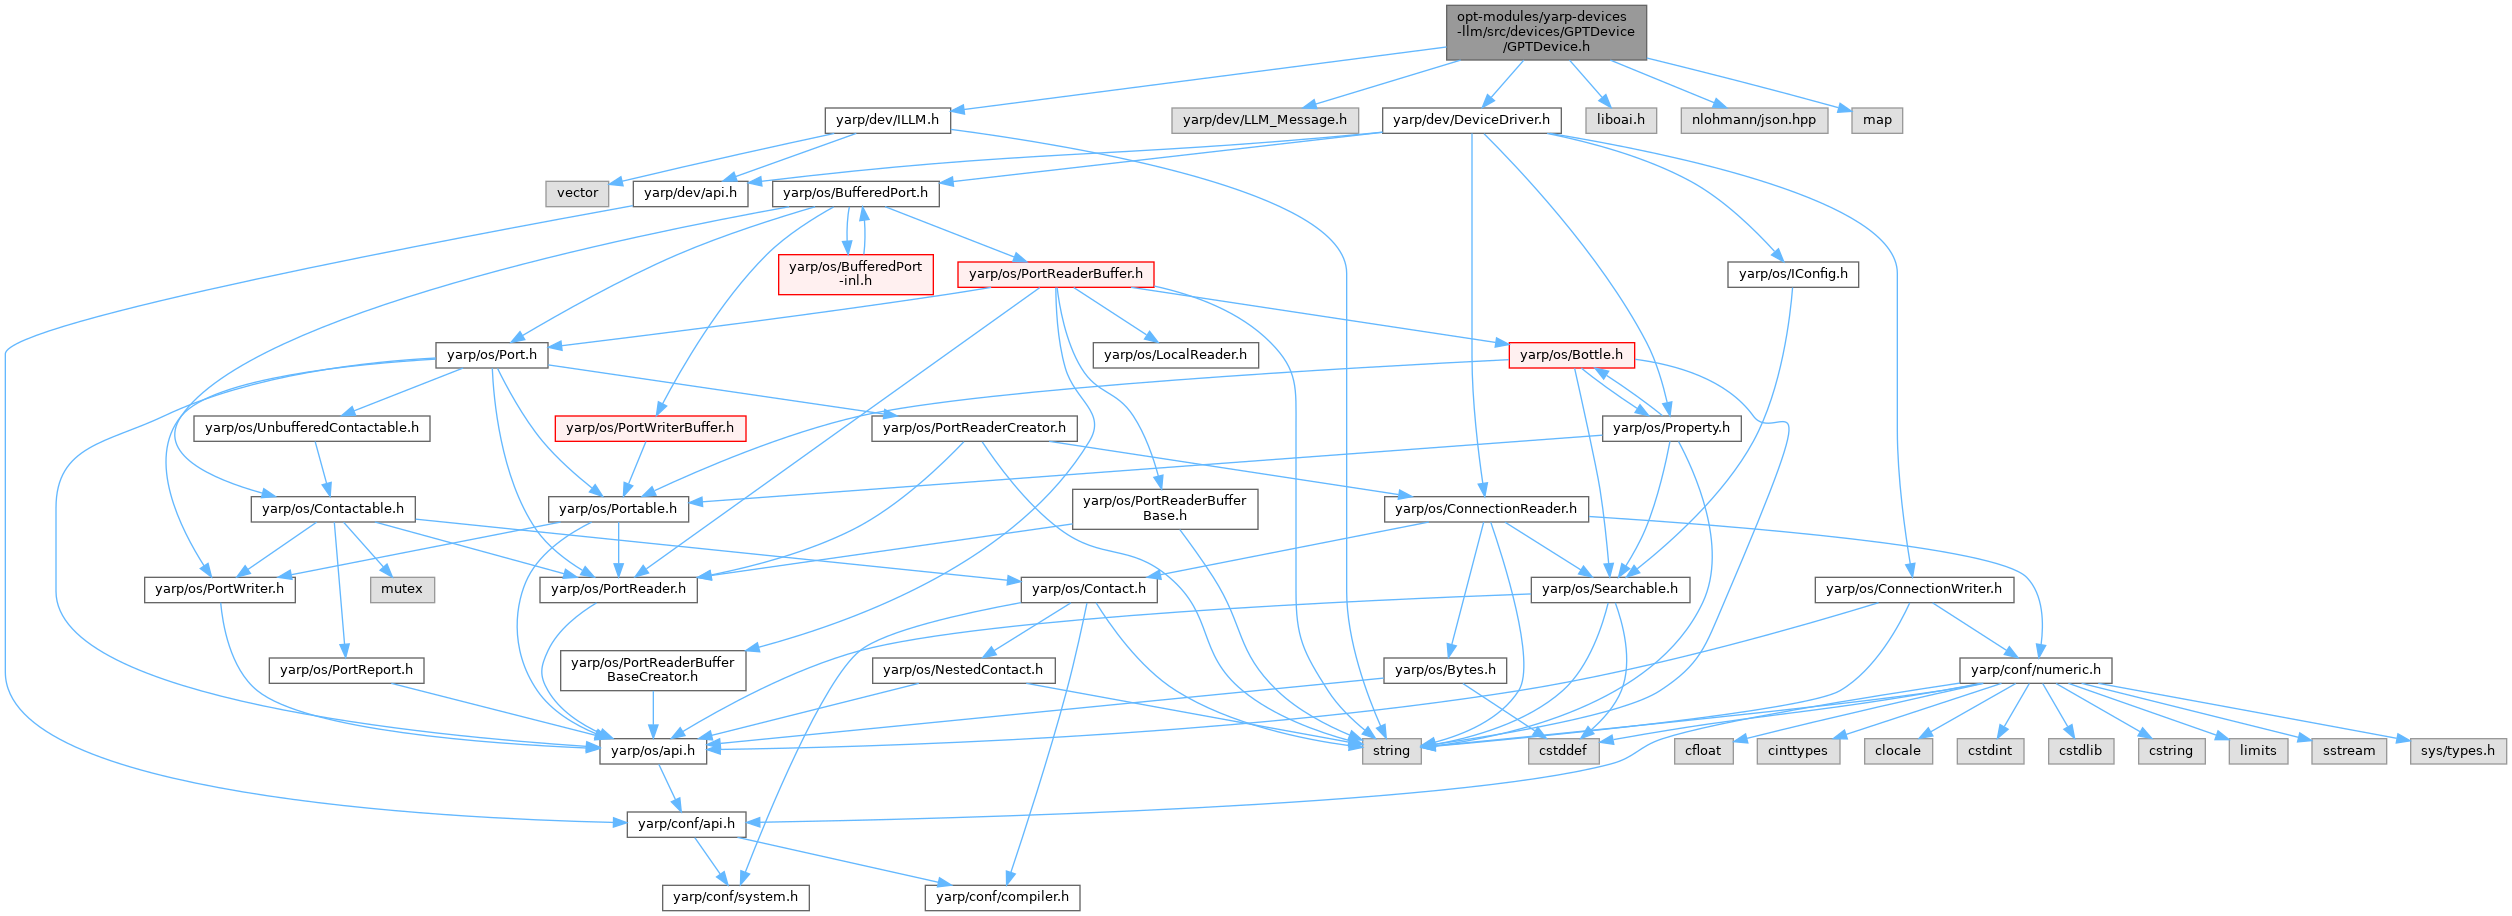 opt-modules/yarp-devices
-llm/src/devices/GPTDevice
/GPTDevice.h
yarp/dev/ILLM.h
yarp/dev/LLM_Message.h
yarp/dev/DeviceDriver.h
liboai.h
nlohmann/json.hpp
map
vector
yarp/dev/api.h
yarp/os/BufferedPort.h
yarp/os/BufferedPort
-inl.h
yarp/os/PortReaderBuffer.h
yarp/os/IConfig.h
yarp/os/Port.h
yarp/os/LocalReader.h
yarp/os/Bottle.h
yarp/os/UnbufferedContactable.h
yarp/os/PortWriterBuffer.h
yarp/os/PortReaderCreator.h
yarp/os/Property.h
yarp/os/Contactable.h
yarp/os/Portable.h
yarp/os/PortReaderBuffer
Base.h
yarp/os/ConnectionReader.h
yarp/os/PortWriter.h
mutex
yarp/os/PortReader.h
yarp/os/Contact.h
yarp/os/Searchable.h
yarp/os/ConnectionWriter.h
yarp/os/PortReport.h
yarp/os/PortReaderBuffer
BaseCreator.h
yarp/os/NestedContact.h
yarp/os/Bytes.h
yarp/conf/numeric.h
yarp/os/api.h
string
cstddef
cfloat
cinttypes
clocale
cstdint
cstdlib
cstring
limits
sstream
sys/types.h
yarp/conf/api.h
yarp/conf/system.h
yarp/conf/compiler.h